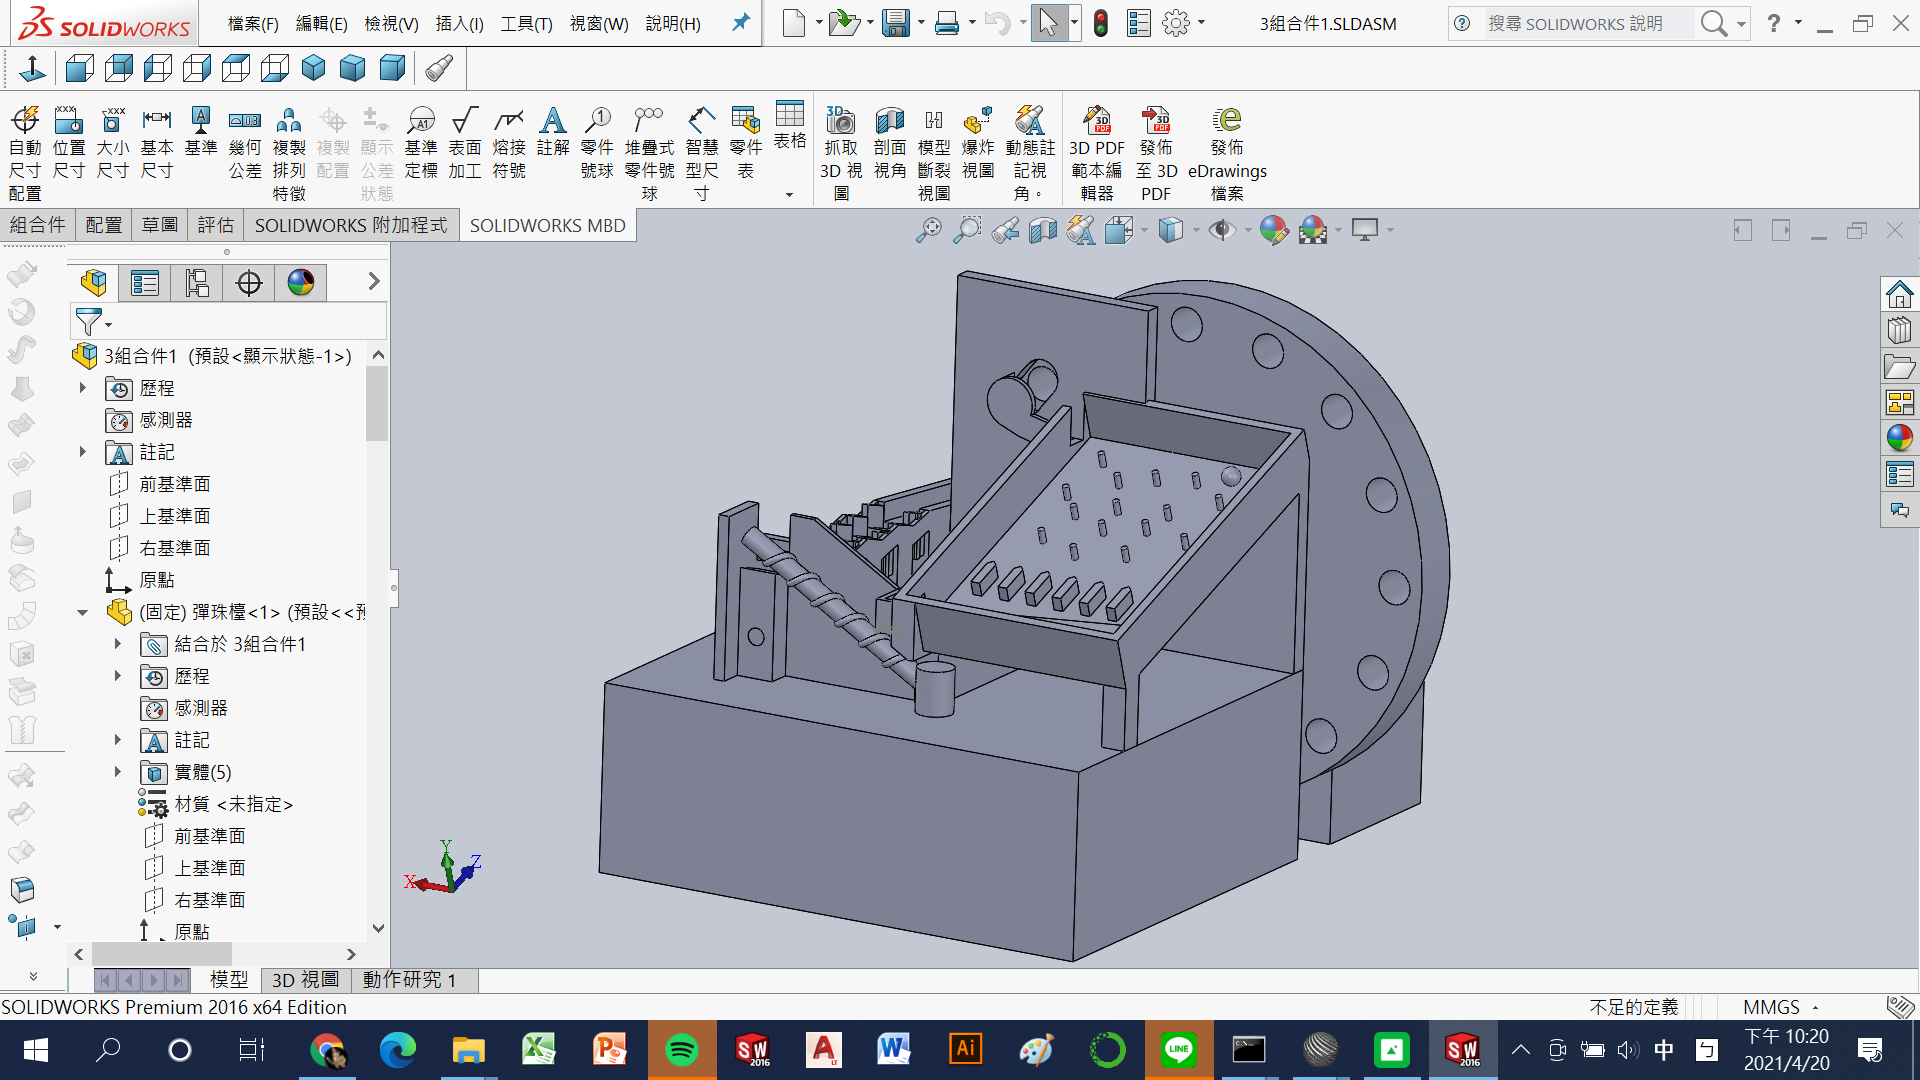 SOLIDWORKS
檔案(F) 編輯(E) 檢視(V) 插入(I) 工具(T) 視窗(W) 說明(H)
3組合件1.SLDASM
搜尋 SOLIDWORKS 說明
自動尺寸配置
位置尺寸
大小尺寸
基本尺寸
基準
幾何公差
複製排列特徵
複製配置
顯示公差狀態
基準定標
表面加工
熔接符號
註解
零件號球
堆疊式零件號球
智慧型尺寸
零件表
表格
抓取 3D 視圖
剖面視角
模型斷裂視圖
爆炸視圖
動態註記視角。
3D PDF 範本編輯器
發佈至 3D PDF
發佈 eDrawings 檔案
組合件 配置 草圖 評估 SOLIDWORKS 附加程式 SOLIDWORKS MBD
3組合件1 (預設<顯示狀態-1>)
歷程
感測器
註記
前基準面
上基準面
右基準面
原點
(固定) 彈珠檯<1> (預設<<預
結合於 3組合件1
歷程
感測器
註記
實體(5)
材質 <未指定>
前基準面
上基準面
右基準面
原點
Y
Z
X
模型 3D 視圖 動作研究 1
SOLIDWORKS Premium 2016 x64 Edition
不足的定義
MMGS
中
下午 10:20
2021/4/20